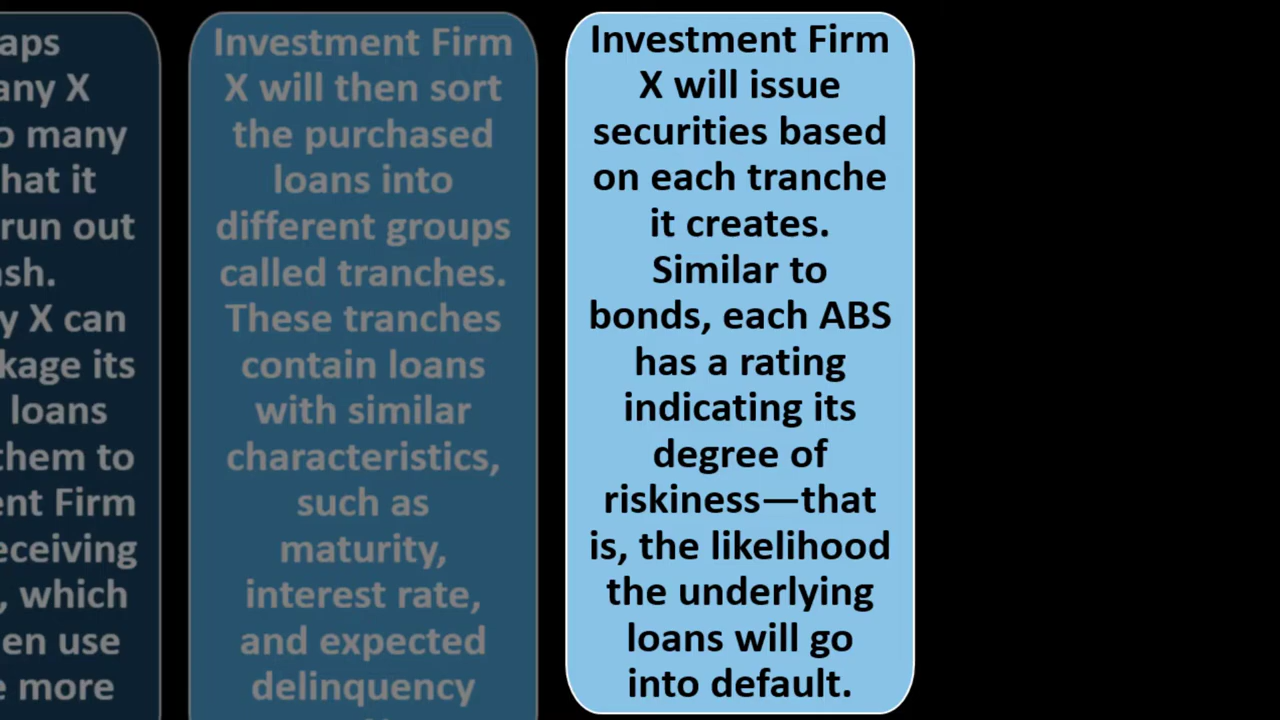 aps
any X
o many
hat it
run out
sh.
y X can
kage its
loans
them to
ent Firm
eceiving
, which
en use
e more
Investment Firm
X will then sort
the purchased
loans into
different groups
called tranches.
These tranches
contain loans
with similar
characteristics,
such as
maturity,
interest rate,
and expected
delinquency
Investment Firm
X will issue
securities based
on each tranche
it creates.
Similar to
bonds, each ABS
has a rating
indicating its
degree of
riskiness—that
is, the likelihood
the underlying
loans will go
into default.